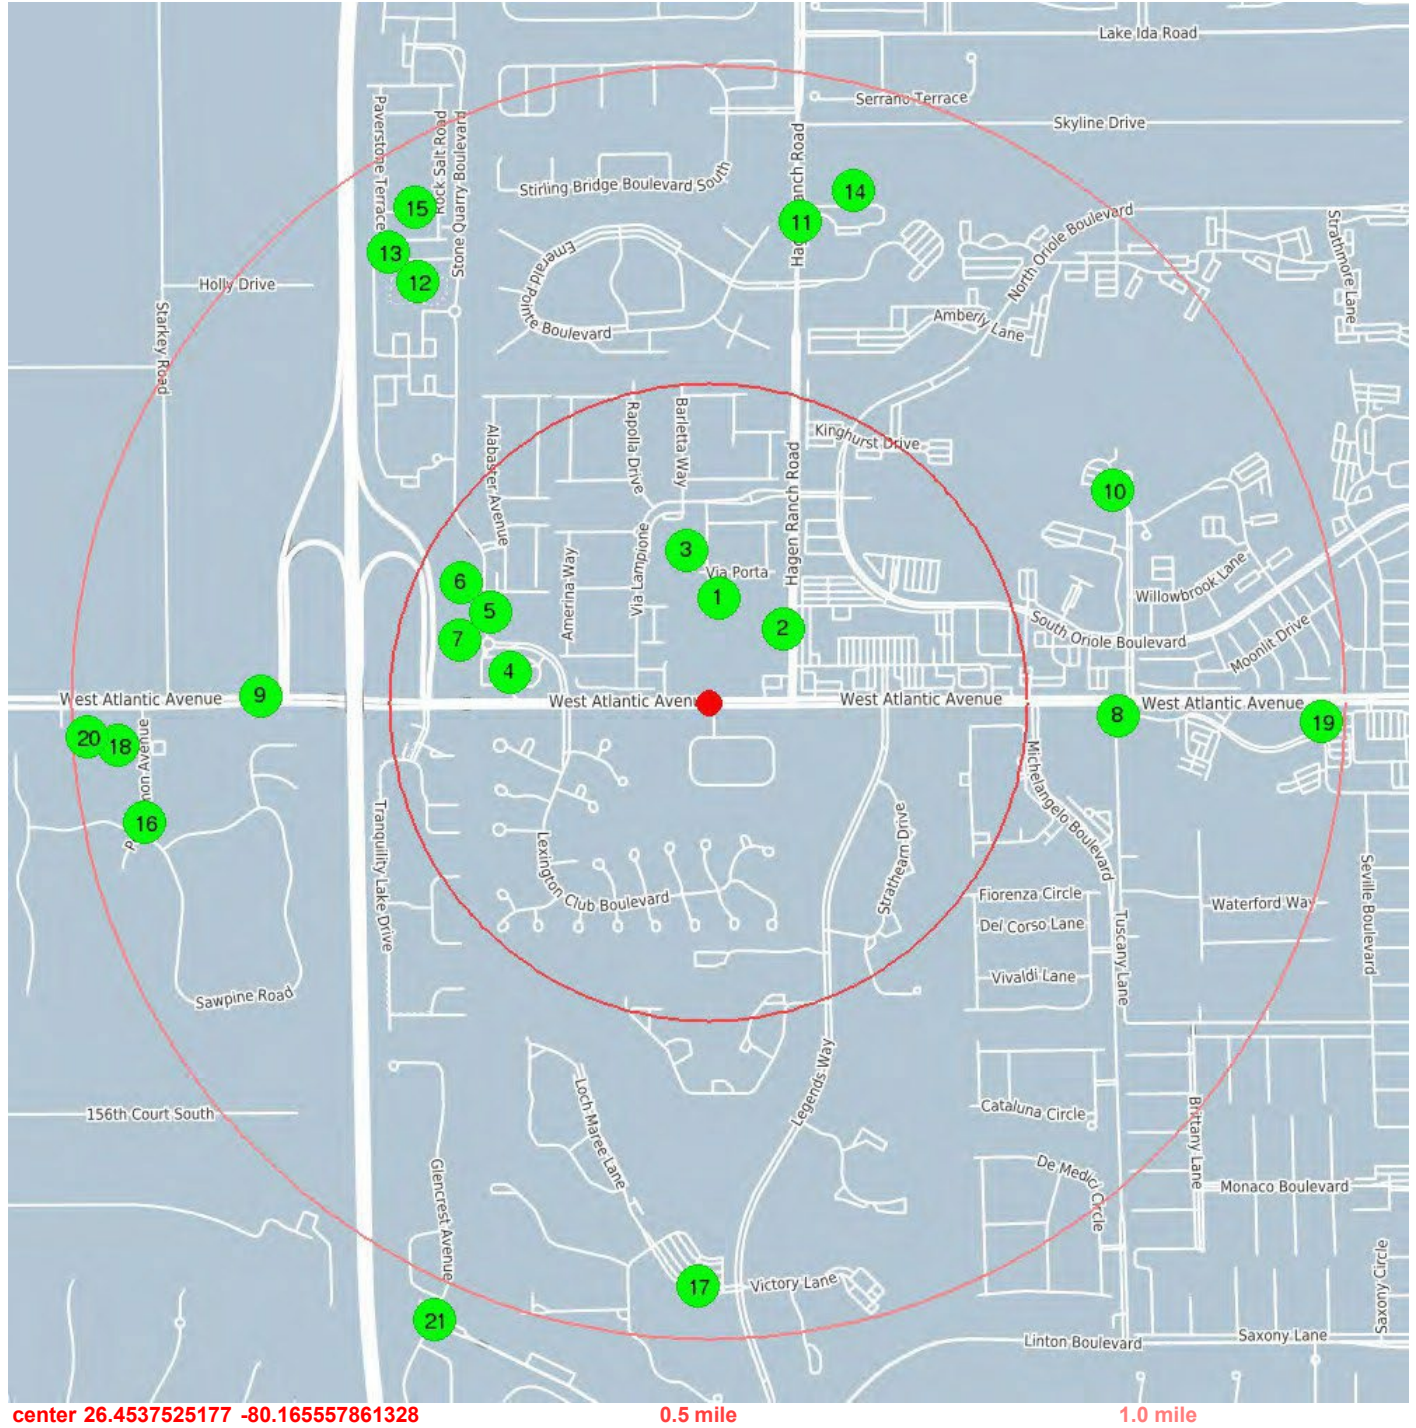 Lake Ida Road
Serrano Terrace
Skyline Drive
Paverstone Terrace
Rock Salt Road
Stone Quarry Boulevard
Hagen Ranch Road
Stirling Bridge Boulevard South
14
15
11
North Oriole Boulevard
Strathmore Lane
13
12
Emerald Pointe Boulevard
Holly Drive
Starkey Road
Amberly Lane
Rapolla Drive
Barletta Way
Kinghurst Drive
Alabaster Avenue
Hagen Ranch Road
10
Amerina Way
Via Lampione
3
Via Porta
6
1
Willowbrook Lane
5
2
7
South Oriole Boulevard
Moonlit Drive
4
West Atlantic Avenue
9
West Atlantic Avenu
West Atlantic Avenue
8
West Atlantic Avenue
19
20
18
mon Avenue
P
16
Tranquility Lake Drive
Michelangelo Boulevard
Lexington Club Boulevard
Strathearn Drive
Seville Boulevard
Fiorenza Circle
Waterford Way
Del Corso Lane
Tuscany Lane
Vivaldi Lane
Sawpine Road
Legends Way
Loch Maree Lane
156th Court South
Cataluna Circle
Brittany Lane
De Medici Circle
Monaco Boulevard
Glencrest Avenue
Saxony Circle
17
Victory Lane
21
Linton Boulevard
Saxony Lane
center 26.4537525177 -80.165557861328
0.5 mile
1.0 mile